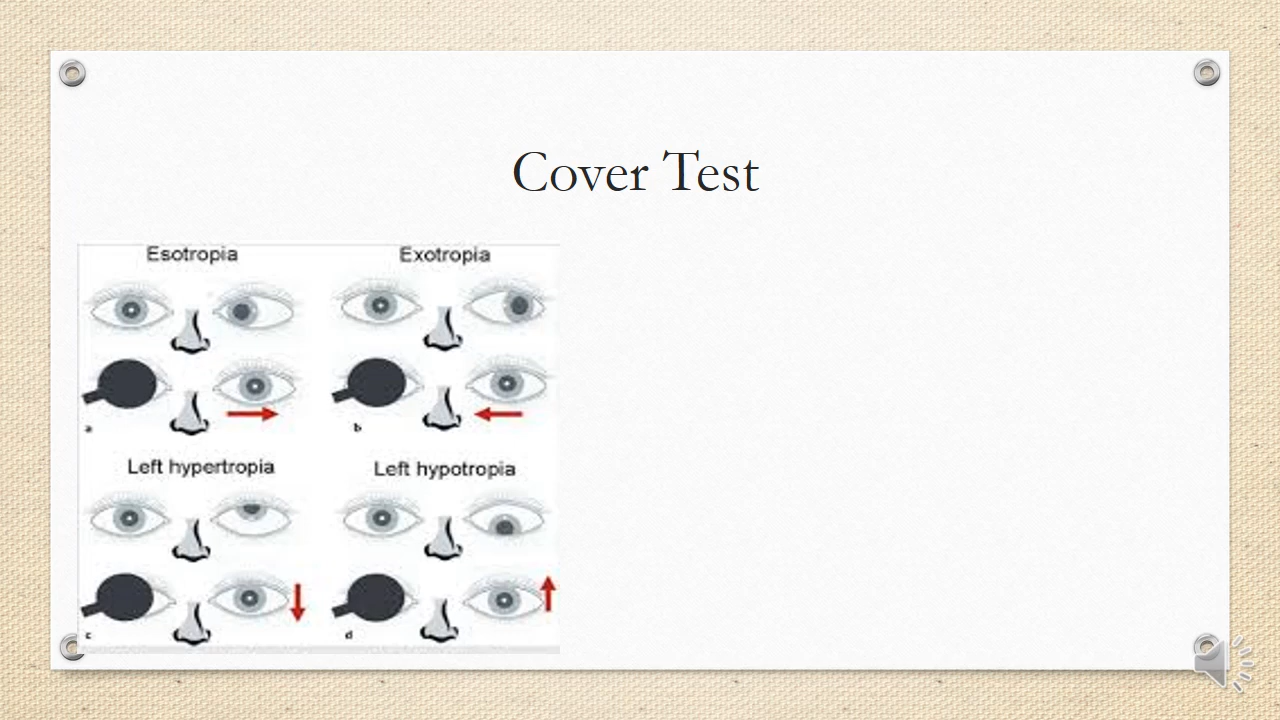 Cover Test
Esotropia
Exotropia
a
b
Left hypertropia
Left hypotropia
c
d